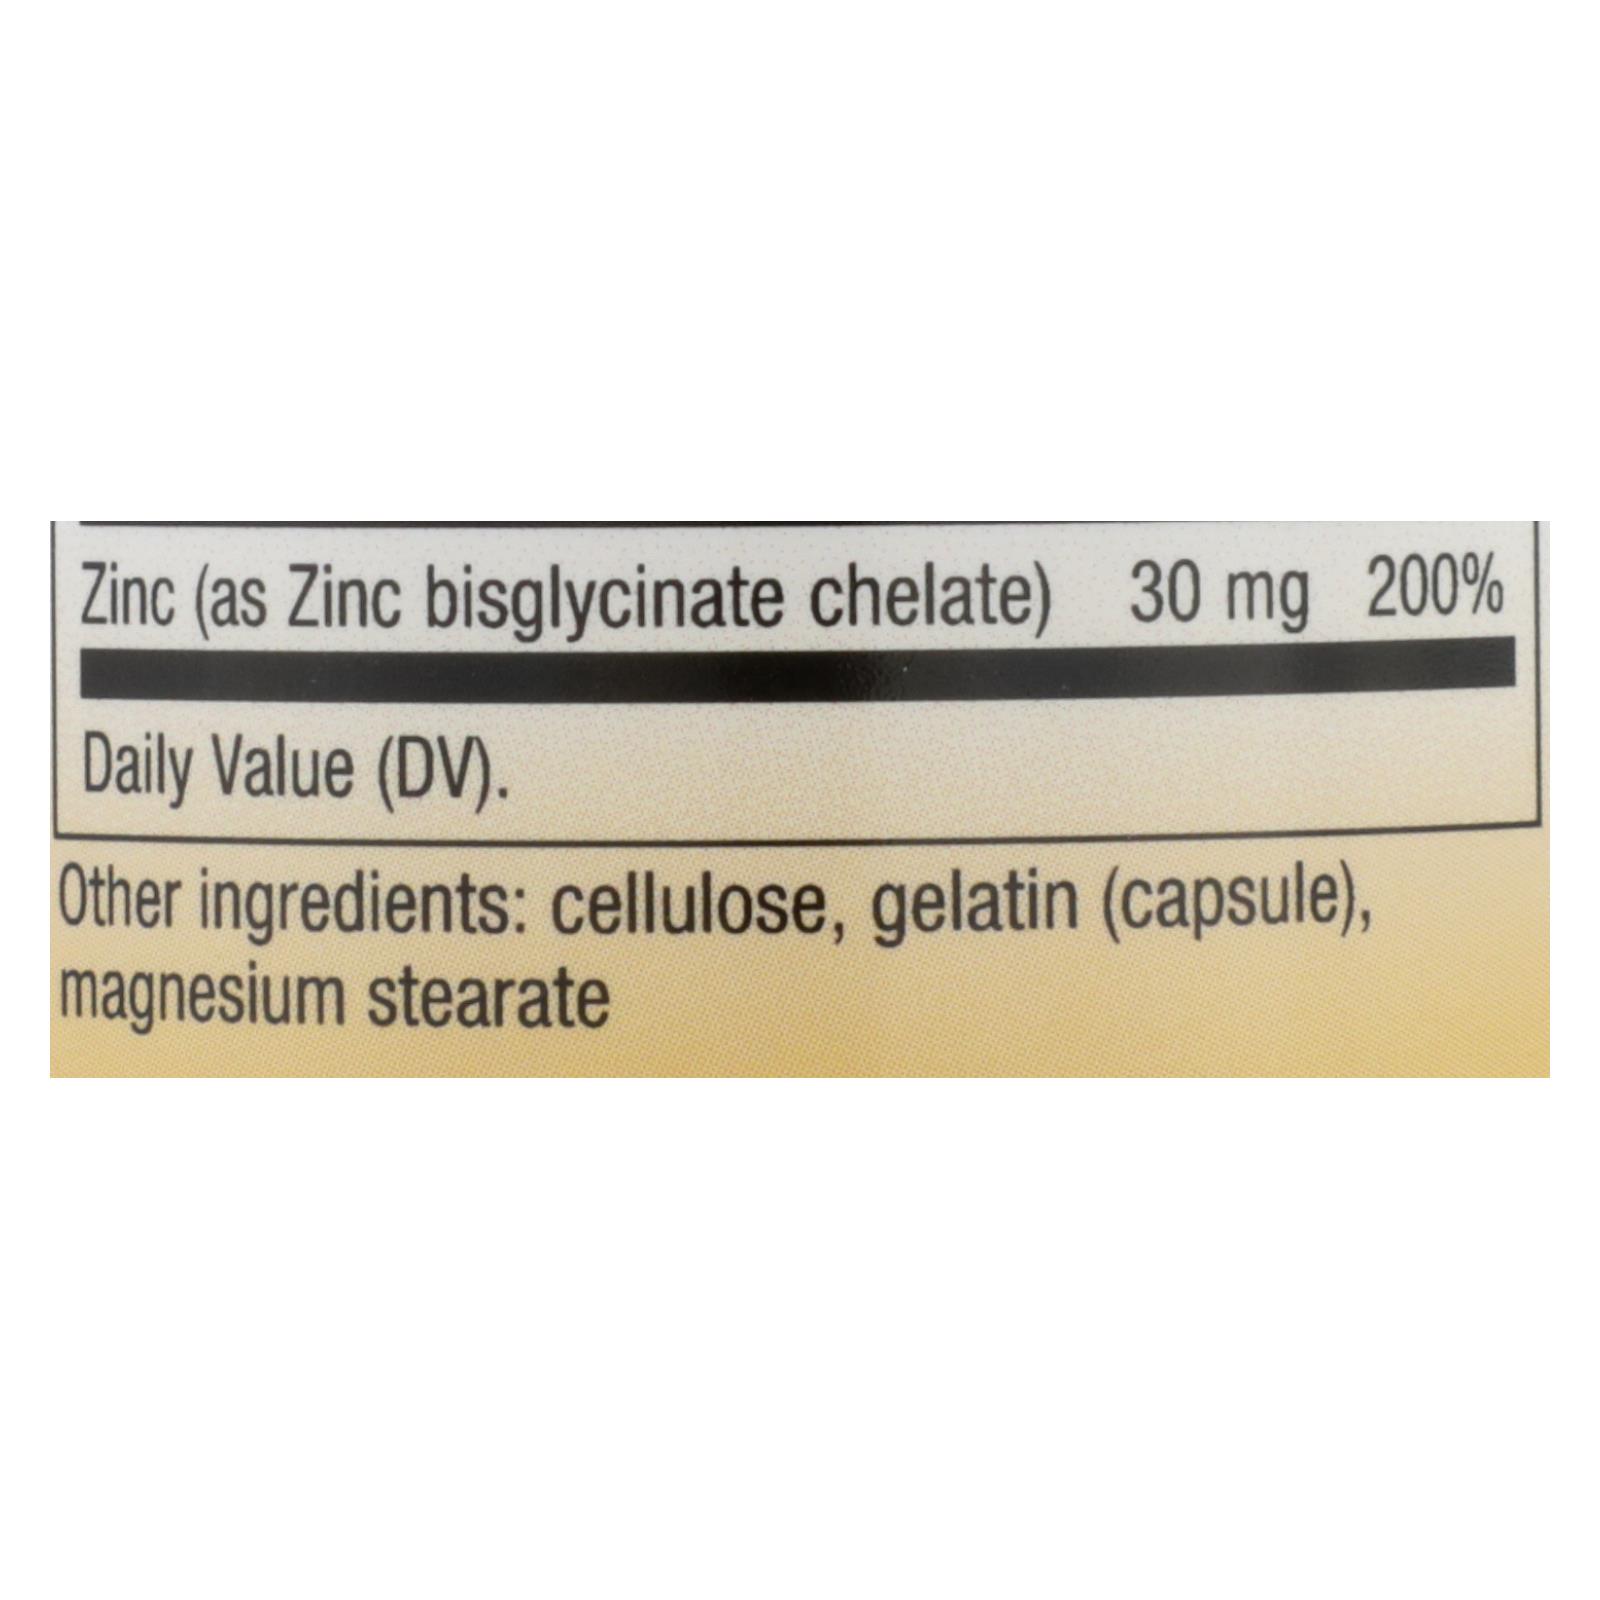 Zinc (as Zinc bisglycinate chelate) 30 mg 200%
Daily Value (DV).
Other ingredients: cellulose, gelatin (capsule),
magnesium stearate